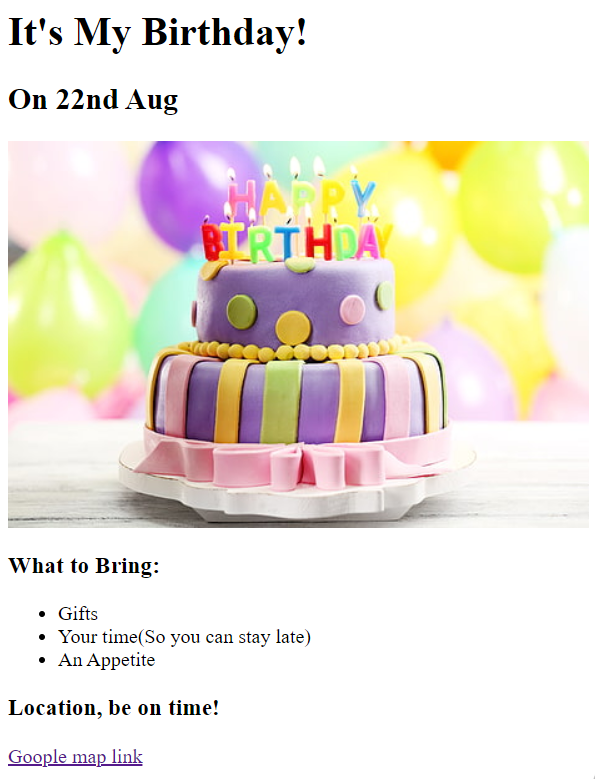 It's My Birthday!
On 22nd Aug
HAPPY
BIRTHDAY
What to Bring:
Gifts
Your time(So you can stay late)
An Appetite
Location, be on time!
Goople map link